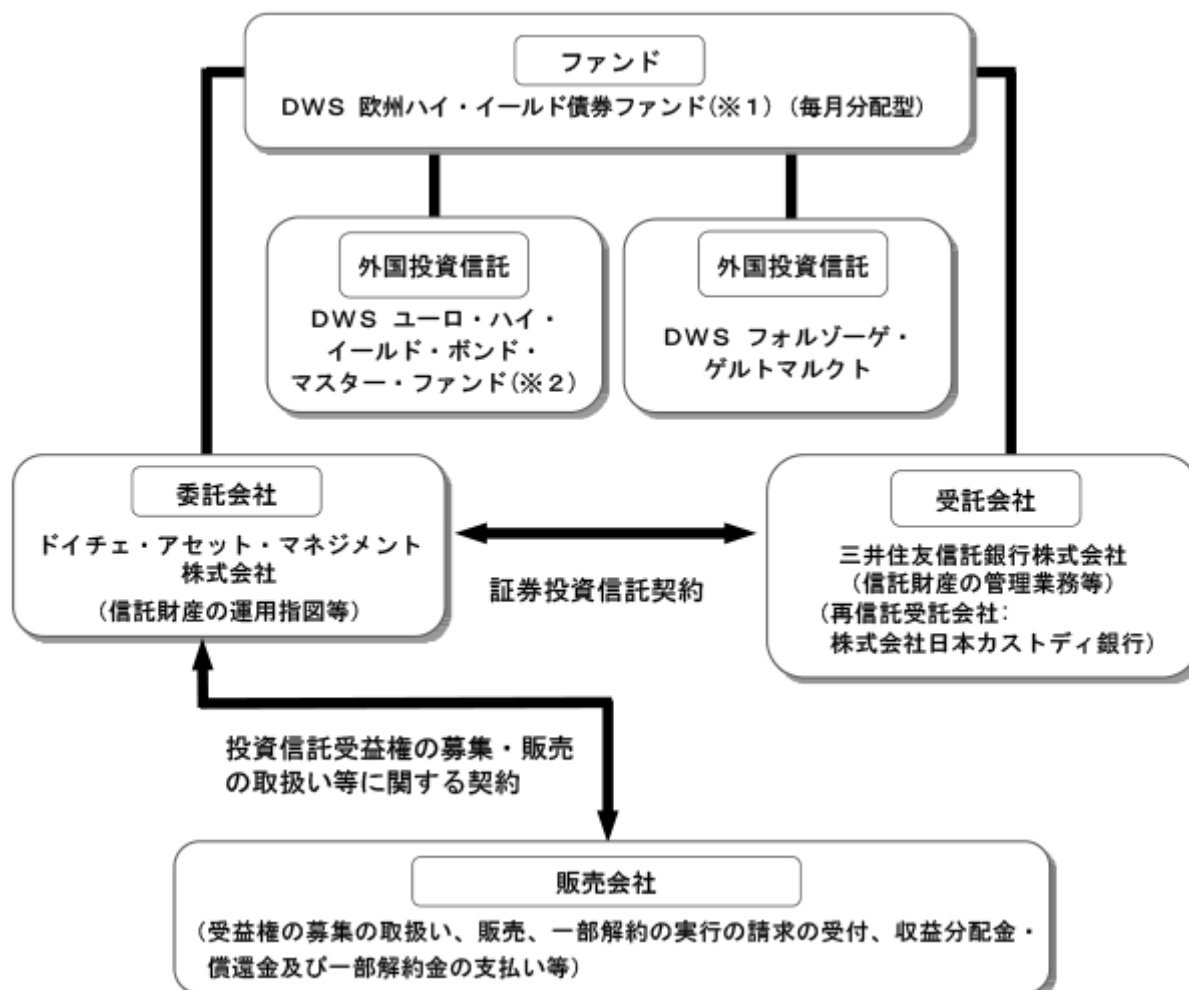 ファンド
DWS 欧州ハイ・イールド債券ファンド(※1)(毎月分配型)
外国投資信託
DWS ユーロ・ハイ・
イールド・ボンド・
マスター・ファンド(※2)
外国投資信託
DWS フォルゾーゲ・
ゲルトマルクト
委託会社
ドイチェ・アセット・マネジメント
株式会社
(信託財産の運用指図等)
証券投資信託契約
受託会社
三井住友信託銀行株式会社
(信託財産の管理業務等)
(再信託受託会社:
株式会社日本カストディ銀行)
投資信託受益権の募集・販売
の取扱い等に関する契約
販売会社
(受益権の募集の取扱い、販売、一部解約の実行の請求の受付、収益分配金・
償還金及び一部解約金の支払い等)